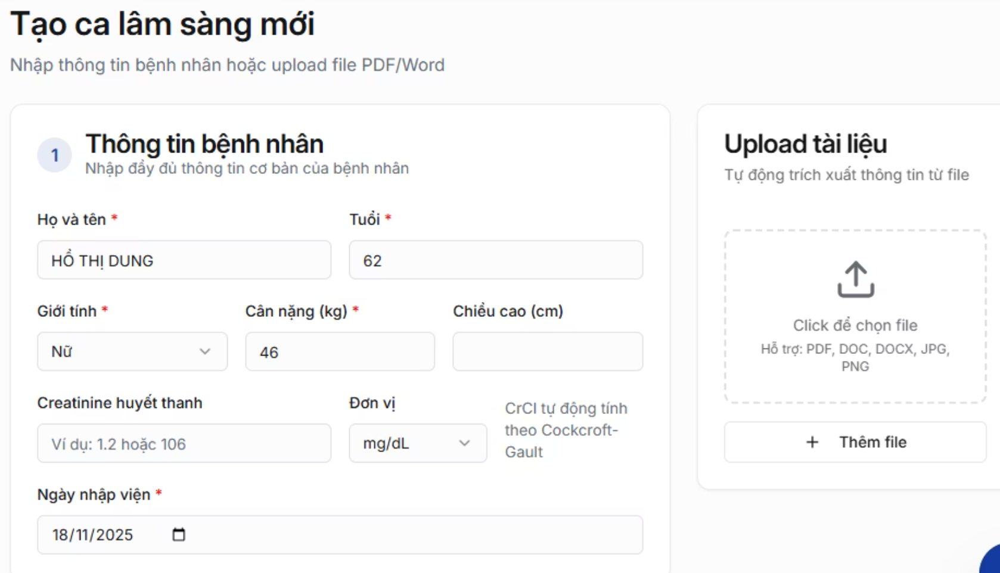 Tạo ca lâm sàng mới
Nhập thông tin bệnh nhân hoặc upload file PDF/Word
1
Thông tin bệnh nhân
Nhập đầy đủ thông tin cơ bản của bệnh nhân
Họ và tên *
Tuổi *
HỒ THỊ DUNG
62
Giới tính *
Cân nặng (kg) *
Chiều cao (cm)
Nữ
46
Creatinine huyết thanh
Đơn vị
Ví dụ: 1.2 hoặc 106
mg/dL
CrCl tự động tính
theo Cockcroft-
Gault
Ngày nhập viện *
18/11/2025
Upload tài liệu
Tự động trích xuất thông tin từ file
Click để chọn file
Hỗ trợ: PDF, DOC, DOCX, JPG,
PNG
+ Thêm file